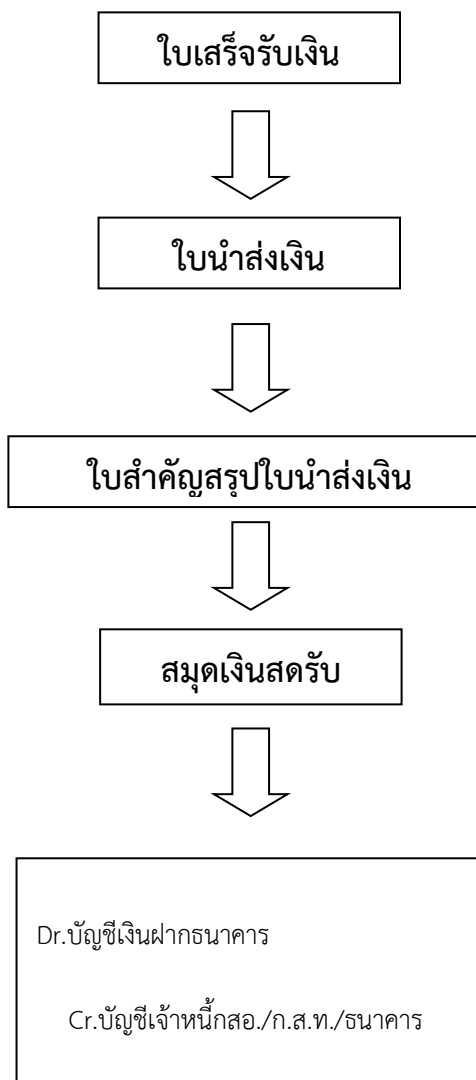 ใบเสร็จรับเงิน
ใบนำส่งเงิน
ใบสำคัญสรุปใบนำส่งเงิน
สมุดเงินสดรับ
Dr.บัญชีเงินฝากธนาคาร
Cr.บัญชีเจ้าหนี้กสอ./ก.ส.ท./ธนาคาร